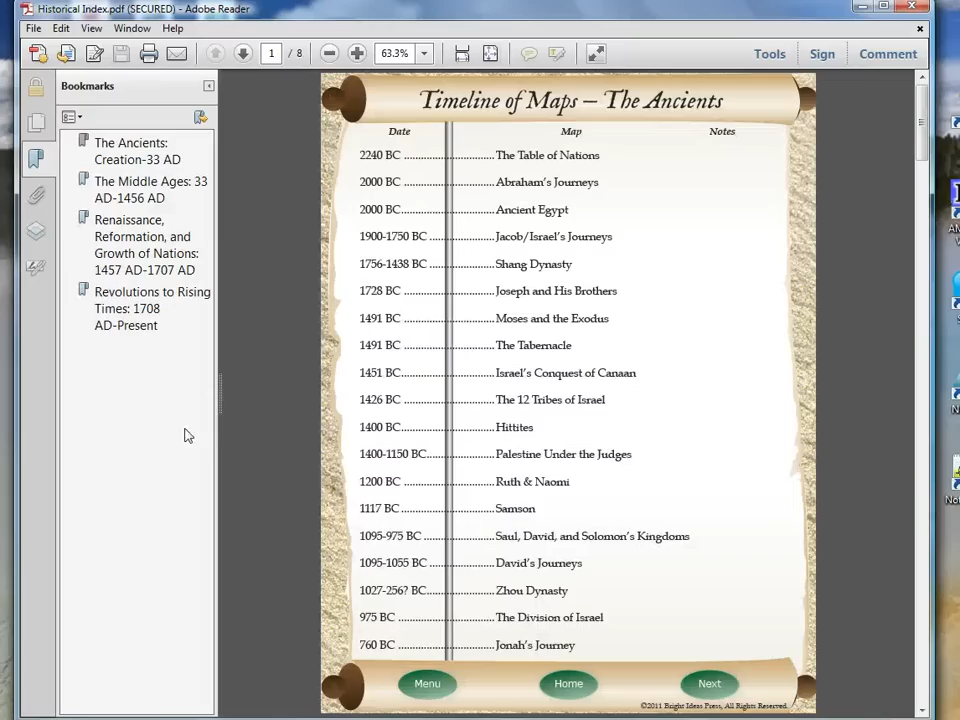 Historical Index.pdf (SECURED) - Adobe Reader
File Edit View Window Help
1 / 8 63.3% Tools Sign Comment
Bookmarks
The Ancients:
Creation-33 AD
The Middle Ages: 33
AD-1456 AD
Renaissance,
Reformation, and
Growth of Nations:
1457 AD-1707 AD
Revolutions to Rising
Times: 1708
AD-Present
Timeline of Maps – The Ancients
Date Map Notes
2240 BC ................................The Table of Nations
2000 BC ................................Abraham's Journeys
2000 BC.................................Ancient Egypt
1900-1750 BC .......................Jacob/Israel's Journeys
1756-1438 BC .......................Shang Dynasty
1728 BC.................................Joseph and His Brothers
1491 BC ................................Moses and the Exodus
1491 BC ................................The Tabernacle
1451 BC.................................Israel's Conquest of Canaan
1426 BC ................................The 12 Tribes of Israel
1400 BC.................................Hittites
1400-1150 BC........................Palestine Under the Judges
1200 BC ................................Ruth & Naomi
1117 BC.................................Samson
1095-975 BC .........................Saul, David, and Solomon's Kingdoms
1095-1055 BC .......................David's Journeys
1027-256? BC........................Zhou Dynasty
975 BC ..................................The Division of Israel
760 BC ..................................Jonah's Journey
Menu Home Next
©2011 Bright Ideas Press, All Rights Reserved.